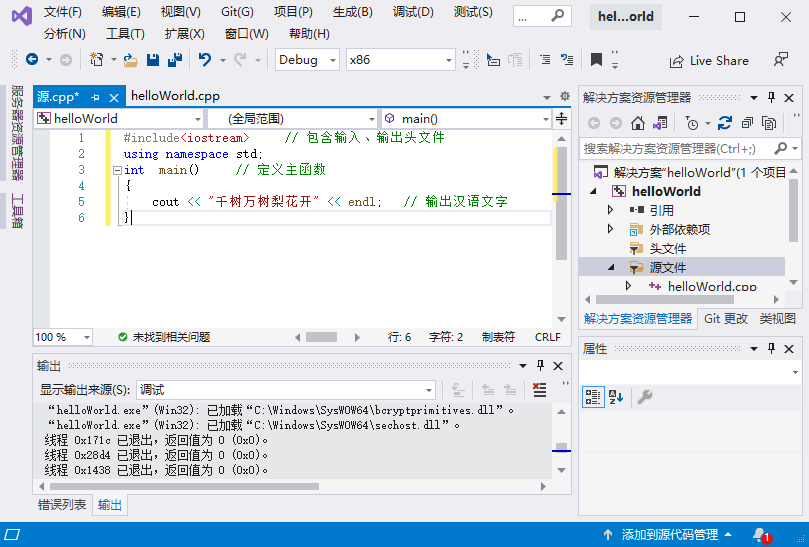 文件(F) 编辑(E) 视图(V) Git(G) 项目(P) 生成(B) 调试(D) 测试(S) ... hel...orld
分析(N) 工具(T) 扩展(X) 窗口(W) 帮助(H)
Debug x86 Live Share
服务器资源管理器
工具箱
源.cpp* helloWorld.cpp
helloWorld (全局范围) main()
1 #include<iostream> // 包含输入、输出头文件
2 using namespace std;
3 int main() // 定义主函数
4 {
5 cout << "千树万树梨花开" << endl; // 输出汉语文字
6 }
100 % 未找到相关问题 行: 6 字符: 2 制表符 CRLF
输出
显示输出来源(S): 调试
“helloWorld.exe”(Win32): 已加载“C:\Windows\SysWOW64\bcryptprimitives.dll”。
“helloWorld.exe”(Win32): 已加载“C:\Windows\SysWOW64\sechost.dll”。
线程 0x171c 已退出，返回值为 0 (0x0)。
线程 0x28d4 已退出，返回值为 0 (0x0)。
线程 0x1438 已退出，返回值为 0 (0x0)。
错误列表 输出
解决方案资源管理器
搜索解决方案资源管理器(Ctrl+;)
解决方案"helloWorld"(1 个项目
helloWorld
引用
外部依赖项
头文件
源文件
helloWorld.cpp
解决方案资源管理器 Git 更改 类视图
属性
添加到源代码管理 1